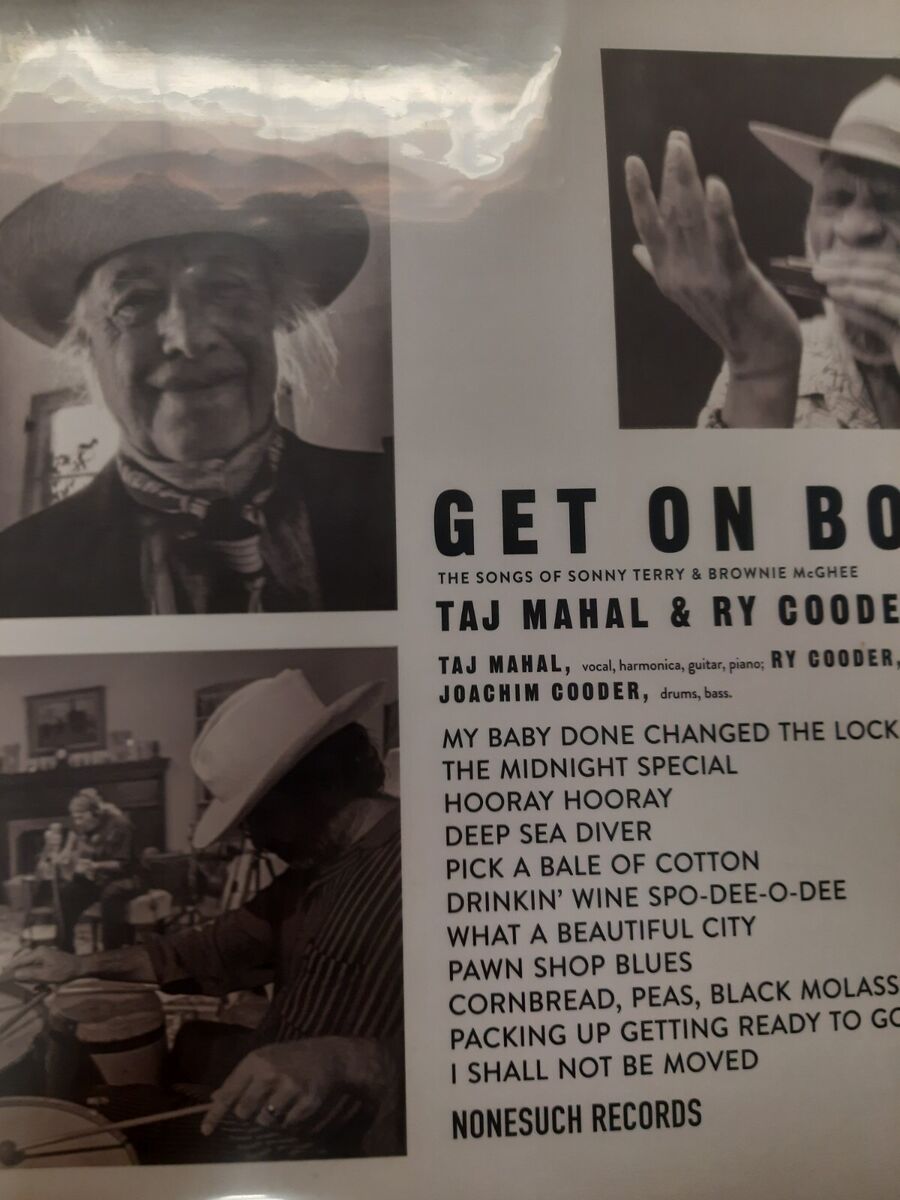 GET ON BO
THE SONGS OF SONNY TERRY & BROWNIE McGHEE
TAJ MAHAL & RY COODE
TAJ MAHAL, vocal, harmonica, guitar, piano; RY COODER,
JOACHIM COODER, drums, bass.
MY BABY DONE CHANGED THE LOCK
THE MIDNIGHT SPECIAL
HOORAY HOORAY
DEEP SEA DIVER
PICK A BALE OF COTTON
DRINKIN' WINE SPO-DEE-O-DEE
WHAT A BEAUTIFUL CITY
PAWN SHOP BLUES
CORNBREAD, PEAS, BLACK MOLASS
PACKING UP GETTING READY TO GO
I SHALL NOT BE MOVED
NONESUCH RECORDS